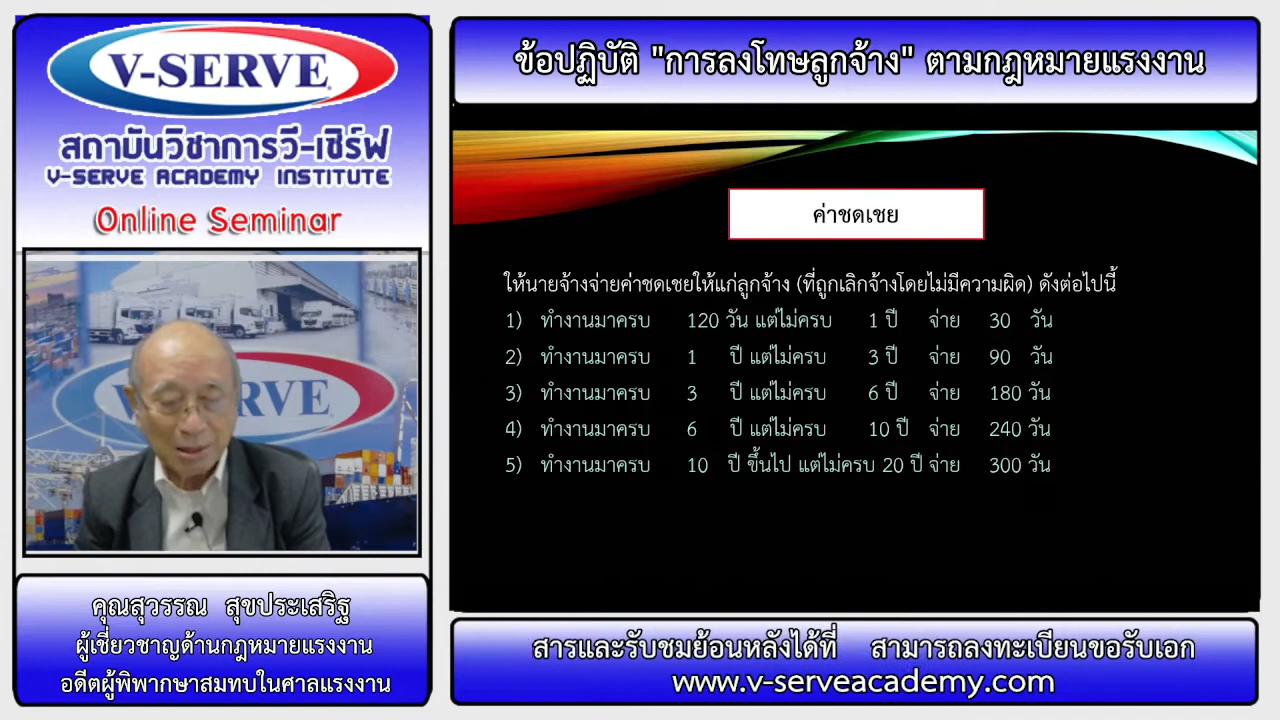 V-SERVE
สถาบันวิชาการวี-เซิร์ฟ
V-SERVE ACADEMY INSTITUTE
Online Seminar
คุณสุวรรณ สุขประเสริฐ
ผู้เชี่ยวชาญด้านกฎหมายแรงงาน
อดีตผู้พิพากษาสมทบในศาลแรงงาน
ข้อปฏิบัติ "การลงโทษลูกจ้าง" ตามกฎหมายแรงงาน
ค่าชดเชย
ให้นายจ้างจ่ายค่าชดเชยให้แก่ลูกจ้าง (ที่ถูกเลิกจ้างโดยไม่มีความผิด) ดังต่อไปนี้
1) ทำงานมาครบ 120 วัน แต่ไม่ครบ 1 ปี จ่าย 30 วัน
2) ทำงานมาครบ 1 ปี แต่ไม่ครบ 3 ปี จ่าย 90 วัน
3) ทำงานมาครบ 3 ปี แต่ไม่ครบ 6 ปี จ่าย 180 วัน
4) ทำงานมาครบ 6 ปี แต่ไม่ครบ 10 ปี จ่าย 240 วัน
5) ทำงานมาครบ 10 ปี ขึ้นไป แต่ไม่ครบ 20 ปี จ่าย 300 วัน
สารและรับชมย้อนหลังได้ที่ สามารถลงทะเบียนขอรับเอก
www.v-serveacademy.com